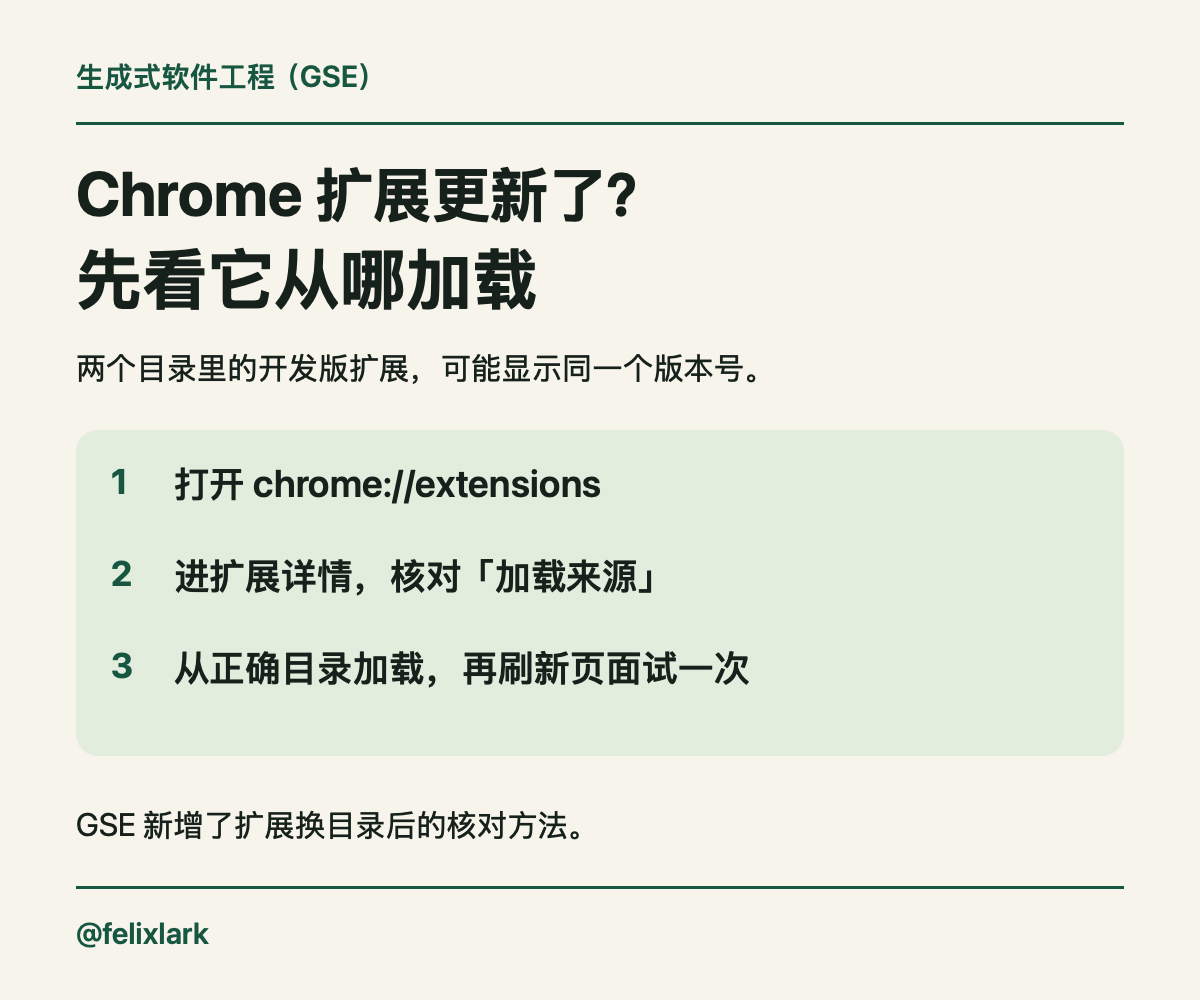 生成式软件工程（GSE）
Chrome 扩展更新了？
先看它从哪加载
两个目录里的开发版扩展，可能显示同一个版本号。
1 打开 chrome://extensions
2 进扩展详情，核对「加载来源」
3 从正确目录加载，再刷新页面试一次
GSE 新增了扩展换目录后的核对方法。
@felixlark